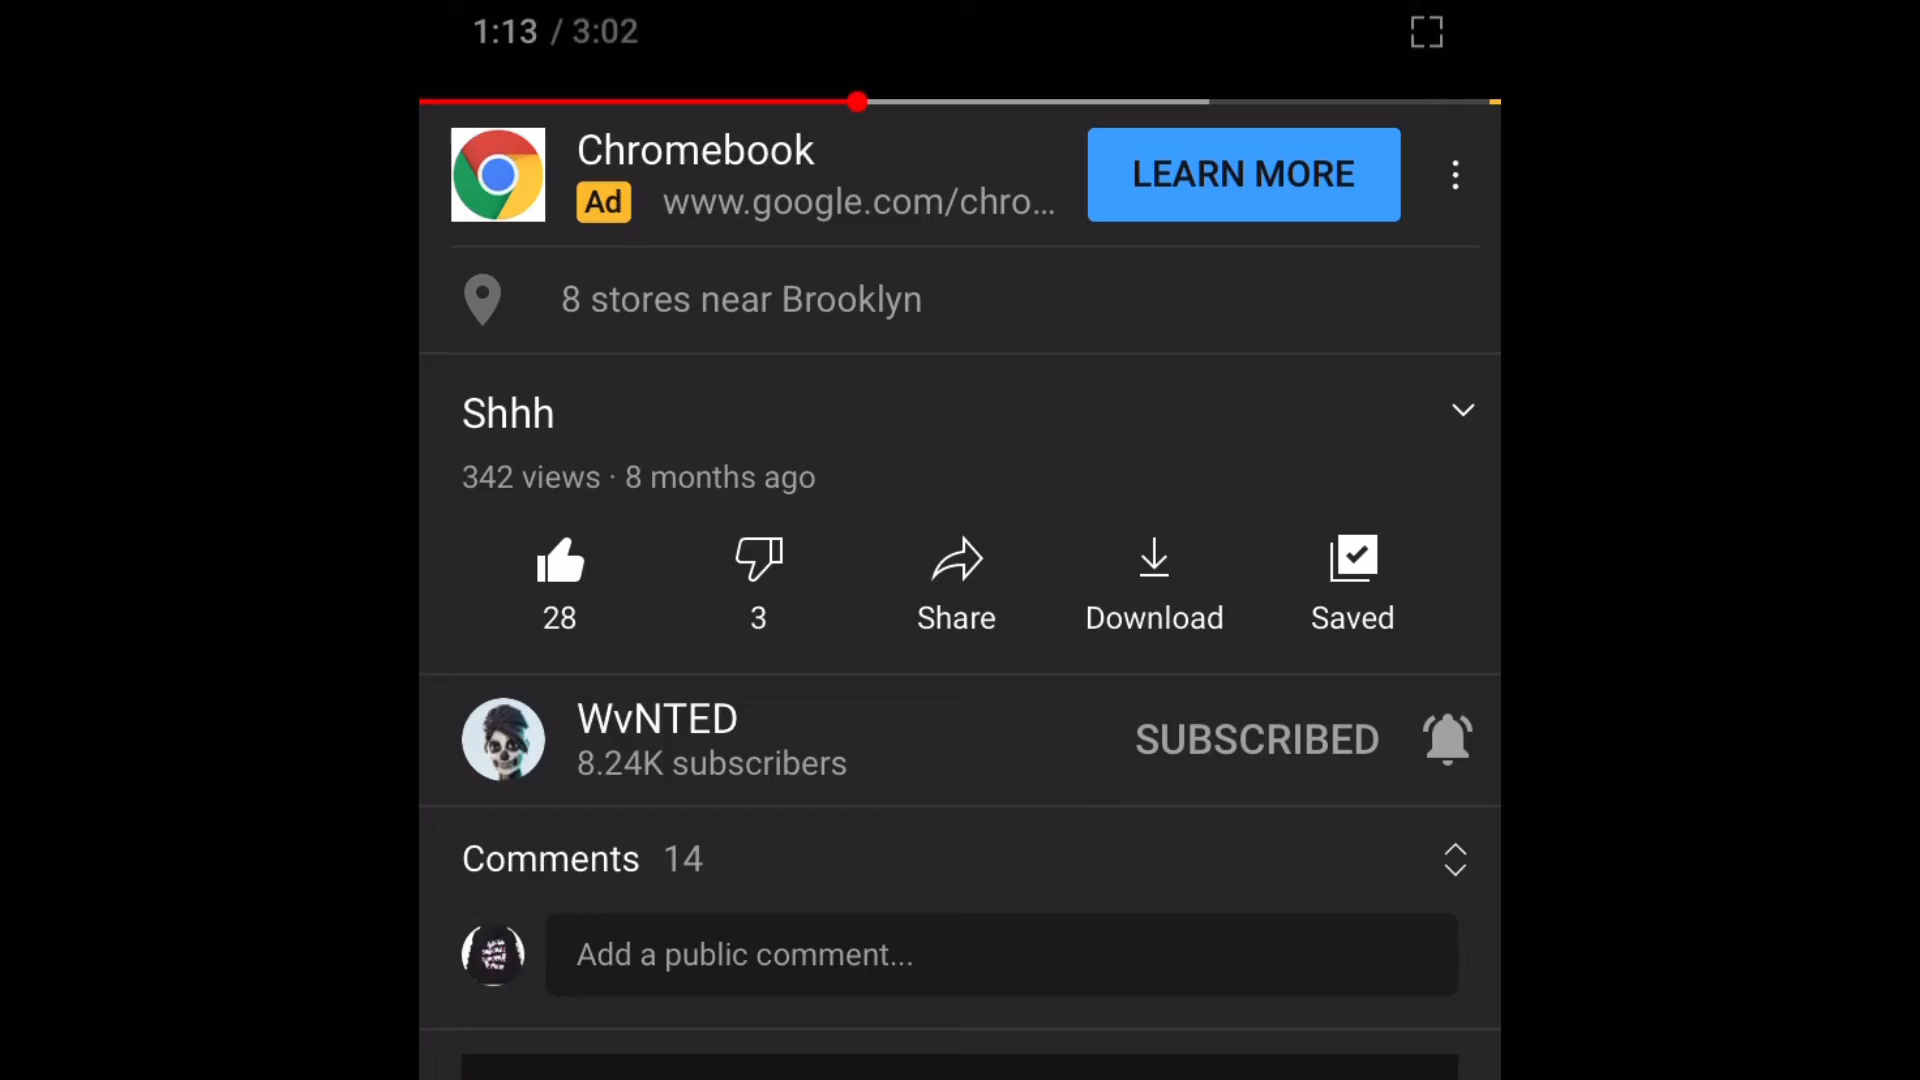 1:13 / 3:02
Chromebook
LEARN MORE
Ad www.google.com/chro...
8 stores near Brooklyn
Shhh
342 views · 8 months ago
28 3 Share Download Saved
WvNTED
SUBSCRIBED
8.24K subscribers
Comments 14
Add a public comment...